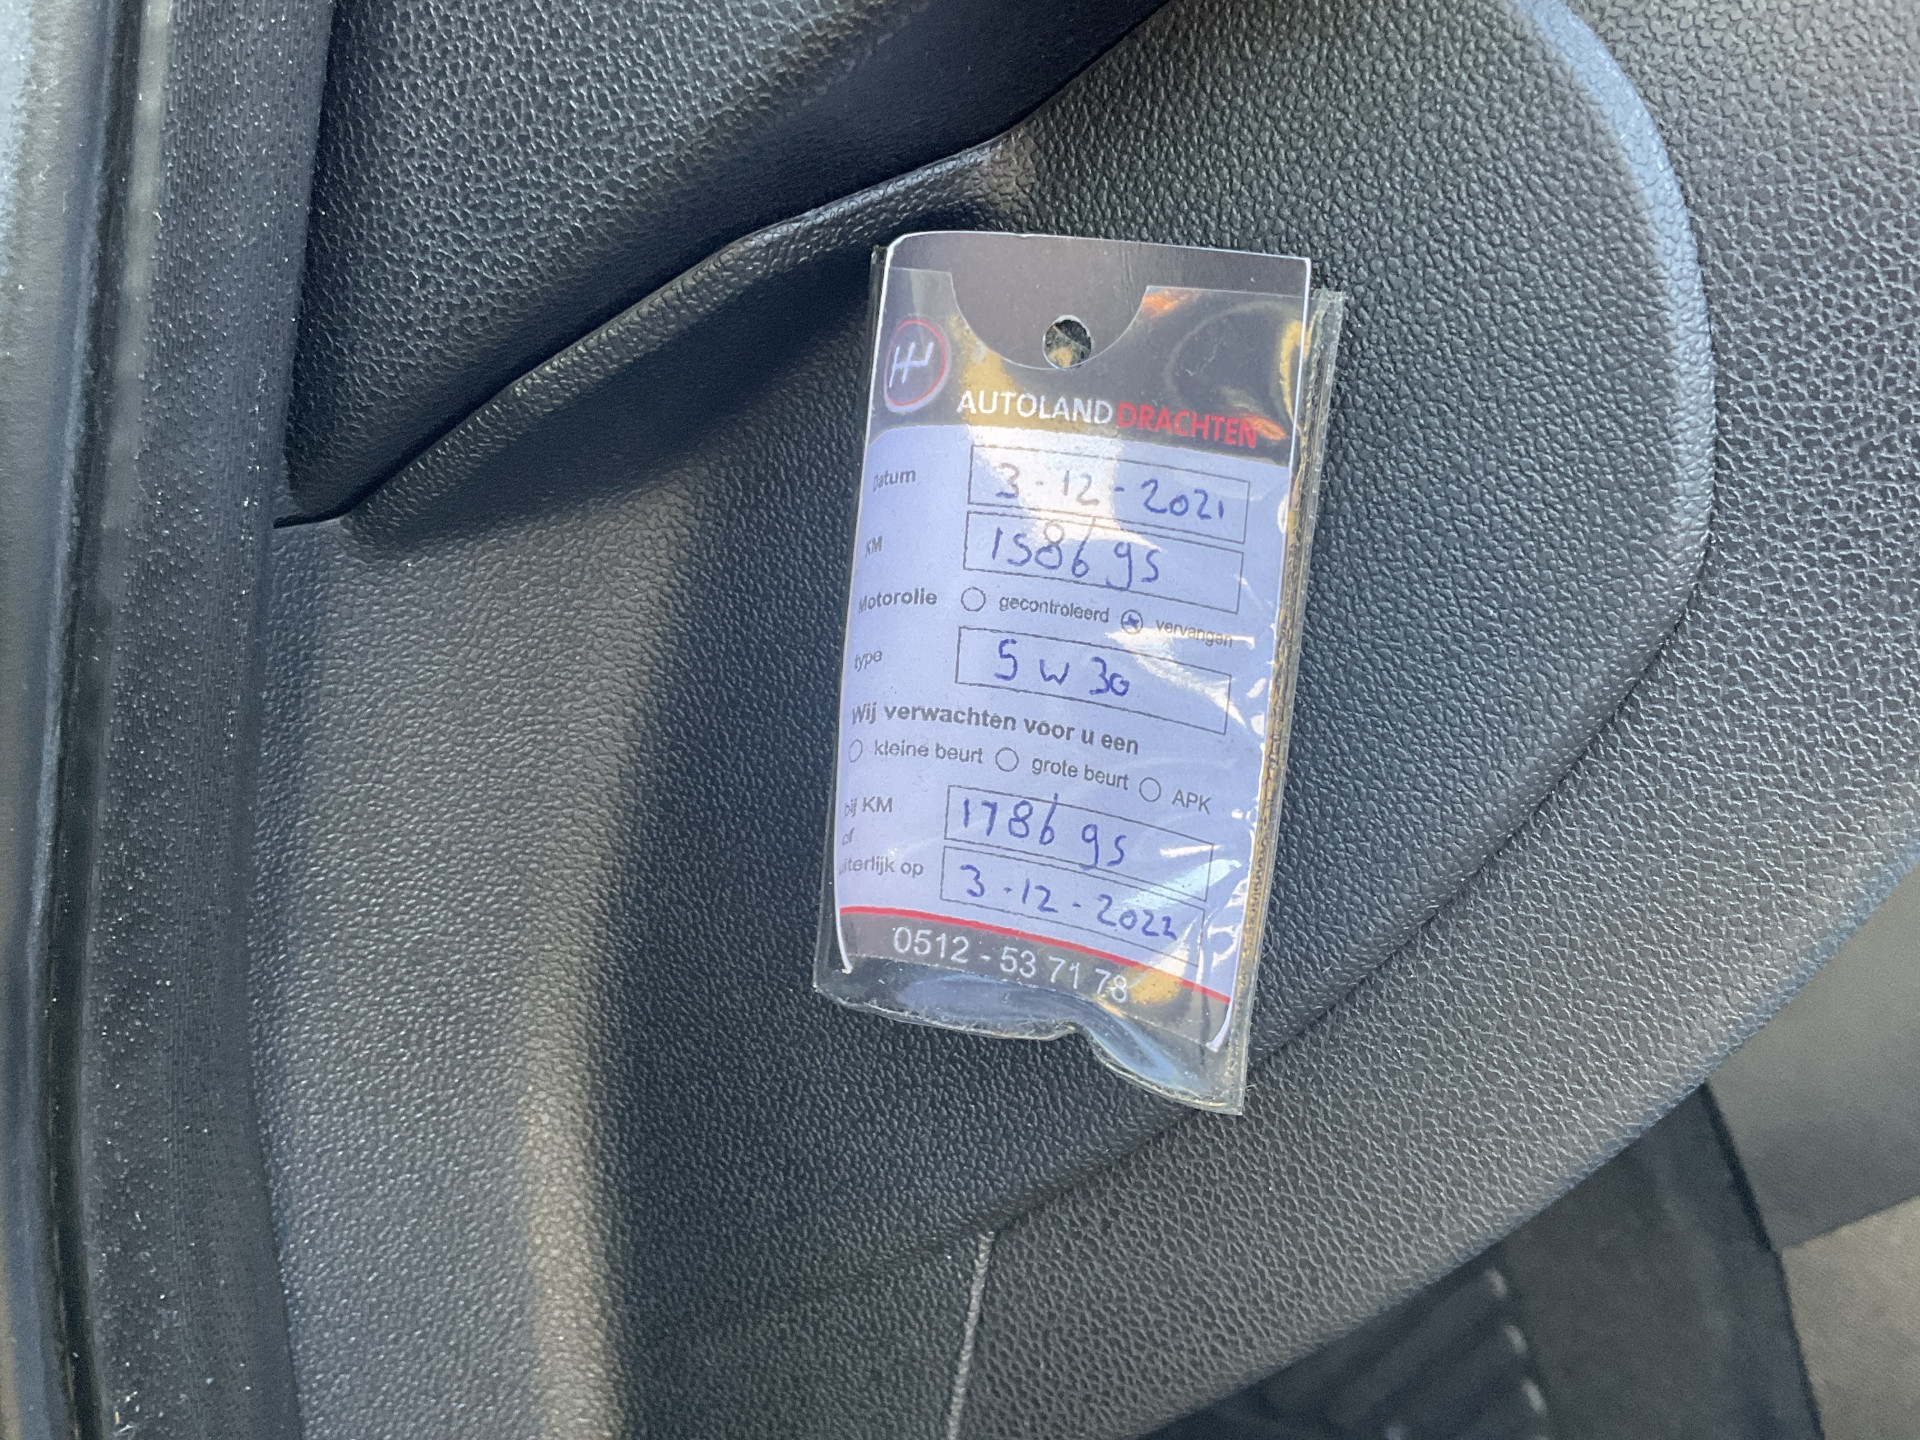 AUTOLAND DRACHTEN
Datum 3-12-2021
KM 158695
Motorolie gecontroleerd vervangen
type 5 W 30
Wij verwachten voor u een
kleine beurt grote beurt APK
bij KM 178695
of
uiterlijk op 3-12-2022
0512 - 53 71 78